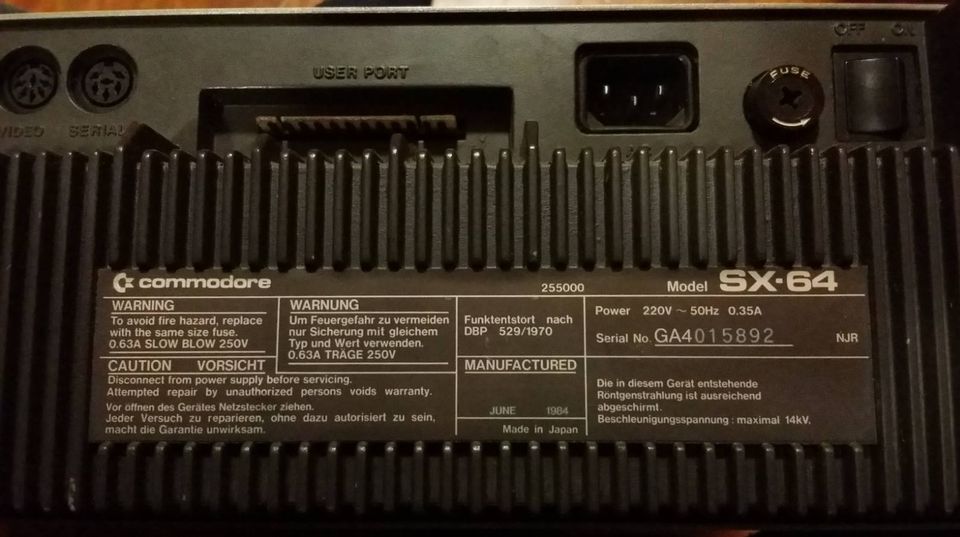 OFF ON
USER PORT
FUSE
VIDEO SERIAL
commodore
255000
Model SX-64
WARNING
To avoid fire hazard, replace
with the same size fuse.
0.63A SLOW BLOW 250V
WARNUNG
Um Feuergefahr zu vermeiden
nur Sicherung mit gleichem
Typ und Wert verwenden.
0.63A TRÄGE 250V
Funktentstort nach
DBP 529/1970
Power 220V ~ 50Hz 0.35A
Serial No. GA4015892 NJR
CAUTION VORSICHT
Disconnect from power supply before servicing.
Attempted repair by unauthorized persons voids warranty.
Vor öffnen des Gerätes Netzstecker ziehen.
Jeder Versuch zu reparieren, ohne dazu autorisiert zu sein,
macht die Garantie unwirksam.
MANUFACTURED
JUNE 1984
Made in Japan
Die in diesem Gerät entstehende
Röntgenstrahlung ist ausreichend
abgeschirmt.
Beschleunigungsspannung : maximal 14kV.